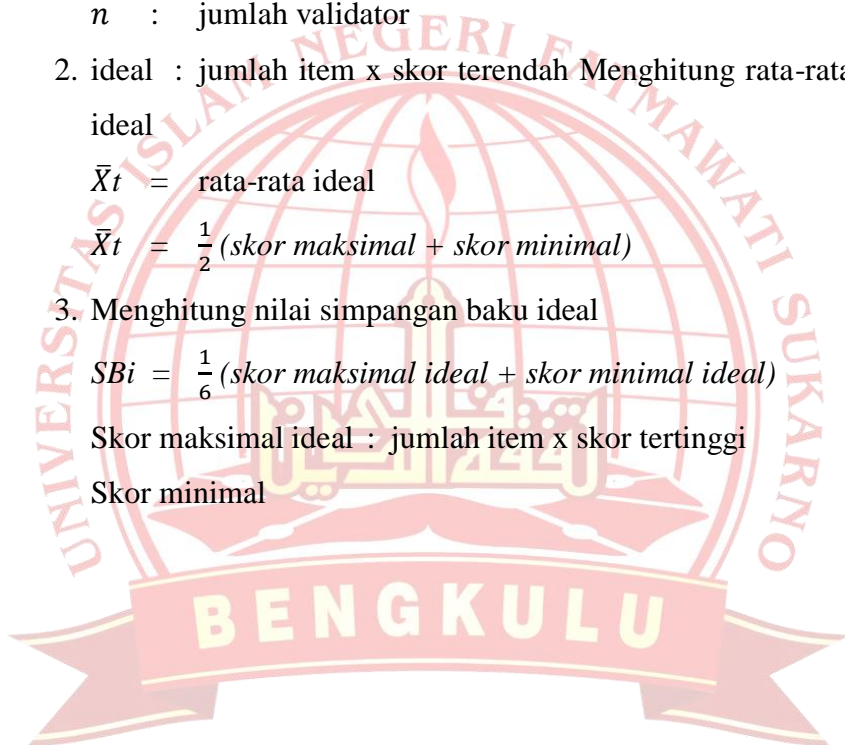 n : jumlah validator
2. ideal : jumlah item x skor terendah Menghitung rata-rata
ideal
X̄t = rata-rata ideal
X̄t = 1/2 (skor maksimal + skor minimal)
3. Menghitung nilai simpangan baku ideal
SBi = 1/6 (skor maksimal ideal + skor minimal ideal)
Skor maksimal ideal : jumlah item x skor tertinggi
Skor minimal
UNIVERSITAS ISLAM NEGERI FATMAWATI SUKARNO
BENGKULU